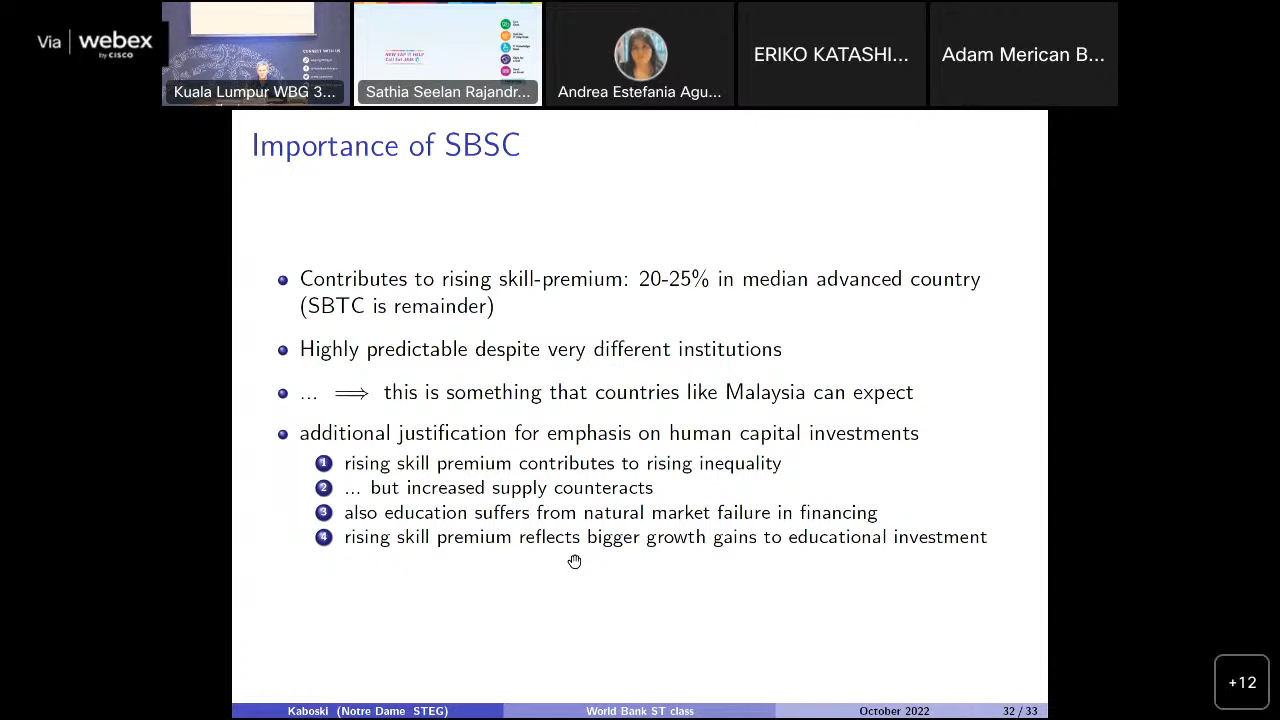 Via webex
by CISCO
CONNECT WITH US
Kuala Lumpur WBG 3...
Sathia Seelan Rajandr...
Andrea Estefania Agu...
ERIKO KATASHI...
Adam Merican B...
Importance of SBSC
Contributes to rising skill-premium: 20-25% in median advanced country
(SBTC is remainder)
Highly predictable despite very different institutions
... ⟹ this is something that countries like Malaysia can expect
additional justification for emphasis on human capital investments
1 rising skill premium contributes to rising inequality
2 ... but increased supply counteracts
3 also education suffers from natural market failure in financing
4 rising skill premium reflects bigger growth gains to educational investment
+12
Kaboski (Notre Dame STEG) World Bank ST class October 2022 32 / 33